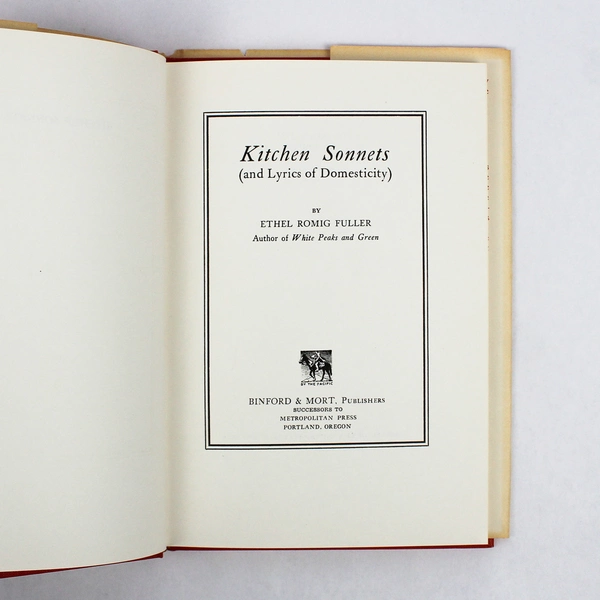 Kitchen Sonnets
(and Lyrics of Domesticity)
BY
ETHEL ROMIG FULLER
Author of White Peaks and Green
BY THE PACIFIC
BINFORD & MORT, PUBLISHERS
SUCCESSORS TO
METROPOLITAN PRESS
PORTLAND, OREGON